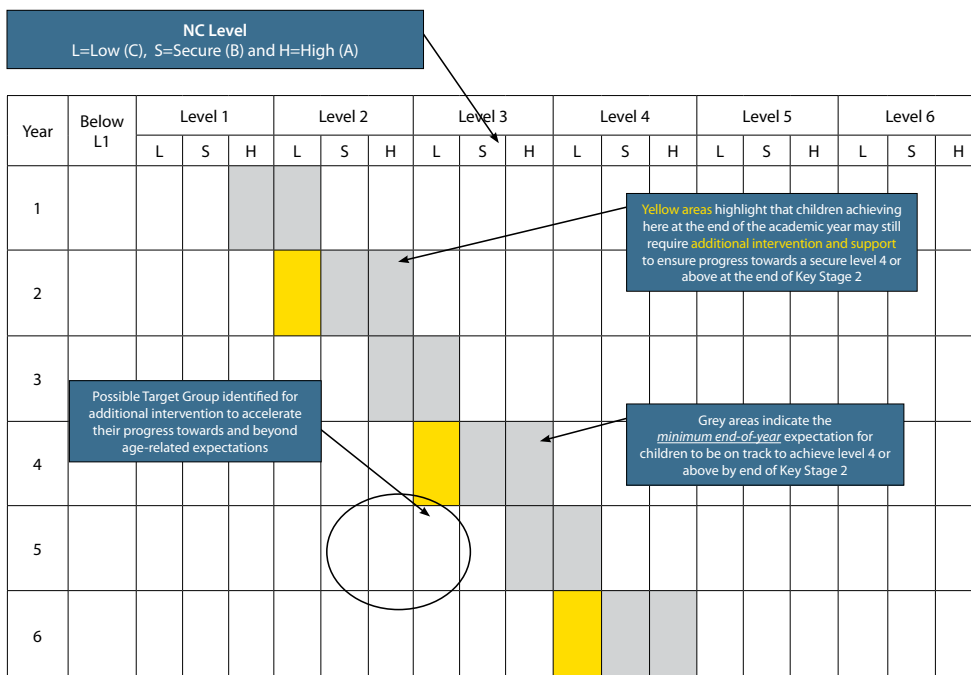 NC Level
L=Low (C), S=Secure (B) and H=High (A)
Year Below L1 Level 1 Level 2 Level 3 Level 4 Level 5 Level 6
L S H L S H L S H L S H L S H L S H
1
Yellow areas highlight that children achieving
here at the end of the academic year may still
require additional intervention and support
to ensure progress towards a secure level 4 or
above at the end of Key Stage 2
2
3
Possible Target Group identified for
additional intervention to accelerate
their progress towards and beyond
age-related expectations
Grey areas indicate the
minimum end-of-year expectation for
children to be on track to achieve level 4 or
above by end of Key Stage 2
4
5
6